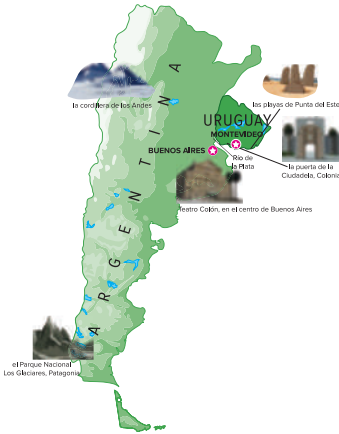 la cordillera de los Andes
ARGENTINA
las playas de Punta del Este
URUGUAY
MONTEVIDEO
BUENOS AIRES
Río de
la Plata
la puerta de la
Ciudadela, Colonia
Teatro Colón, en el centro de Buenos Aires
el Parque Nacional
Los Glaciares, Patagonia